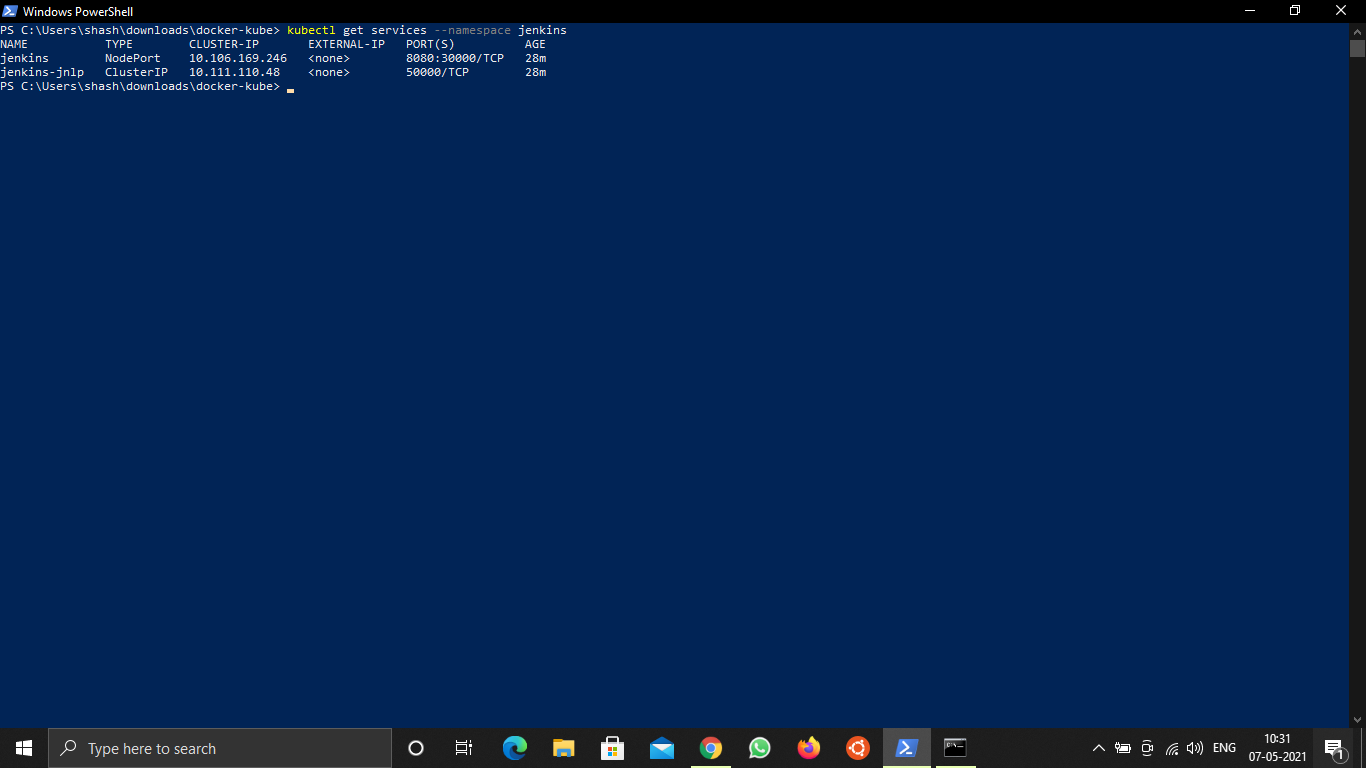 Windows PowerShell
PS C:\Users\shash\downloads\docker-kube> kubectl get services --namespace jenkins
NAME TYPE CLUSTER-IP EXTERNAL-IP PORT(S) AGE
jenkins NodePort 10.106.169.246 <none> 8080:30000/TCP 28m
jenkins-jnlp ClusterIP 10.111.110.48 <none> 50000/TCP 28m
PS C:\Users\shash\downloads\docker-kube>
Type here to search
ENG
10:31
07-05-2021
1